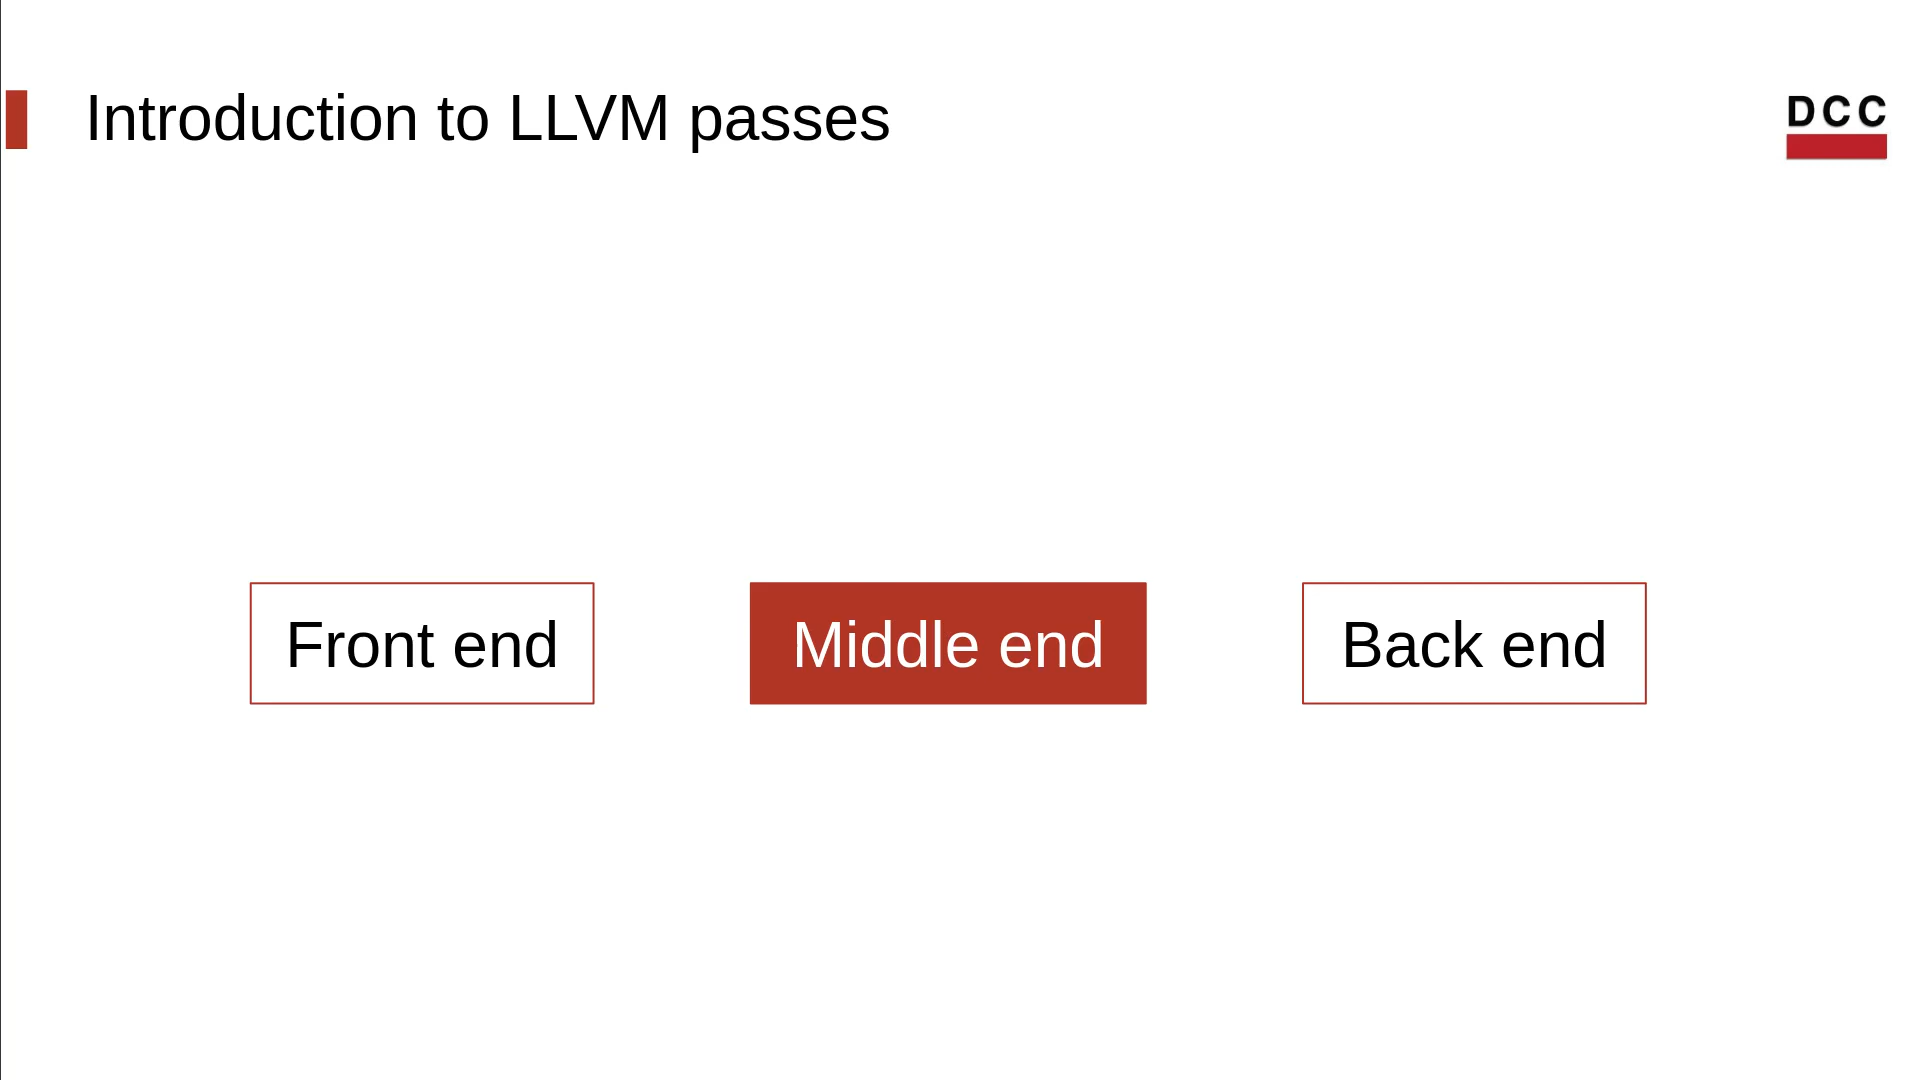 Introduction to LLVM passes
DCC
Front end
Middle end
Back end